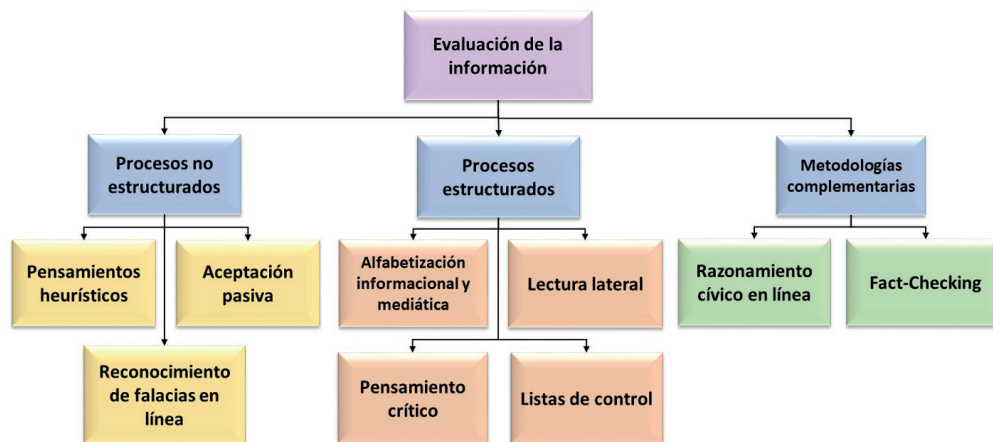 Evaluación de la
información
Procesos no
estructurados
Procesos
estructurados
Metodologías
complementarias
Pensamientos
heurísticos
Aceptación
pasiva
Alfabetización
informacional y
mediática
Lectura lateral
Razonamiento
cívico en línea
Fact-Checking
Reconocimiento
de falacias en
línea
Pensamiento
crítico
Listas de control